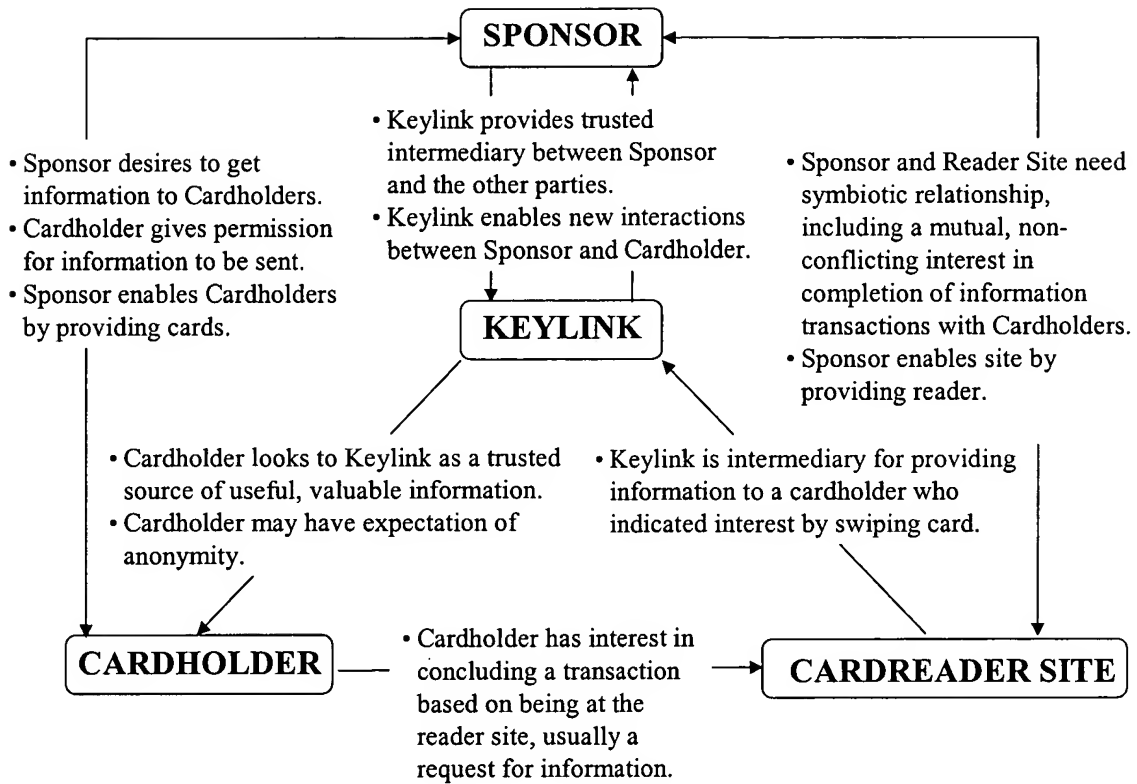 SPONSOR
• Keylink provides trusted
intermediary between Sponsor
and the other parties.
• Keylink enables new interactions
between Sponsor and Cardholder.
• Sponsor desires to get
information to Cardholders.
• Cardholder gives permission
for information to be sent.
• Sponsor enables Cardholders
by providing cards.
• Sponsor and Reader Site need
symbiotic relationship,
including a mutual, non-
conflicting interest in
completion of information
transactions with Cardholders.
• Sponsor enables site by
providing reader.
KEYLINK
• Cardholder looks to Keylink as a trusted
source of useful, valuable information.
• Cardholder may have expectation of
anonymity.
• Keylink is intermediary for providing
information to a cardholder who
indicated interest by swiping card.
CARDHOLDER
• Cardholder has interest in
concluding a transaction
based on being at the
reader site, usually a
request for information.
CARDREADER SITE